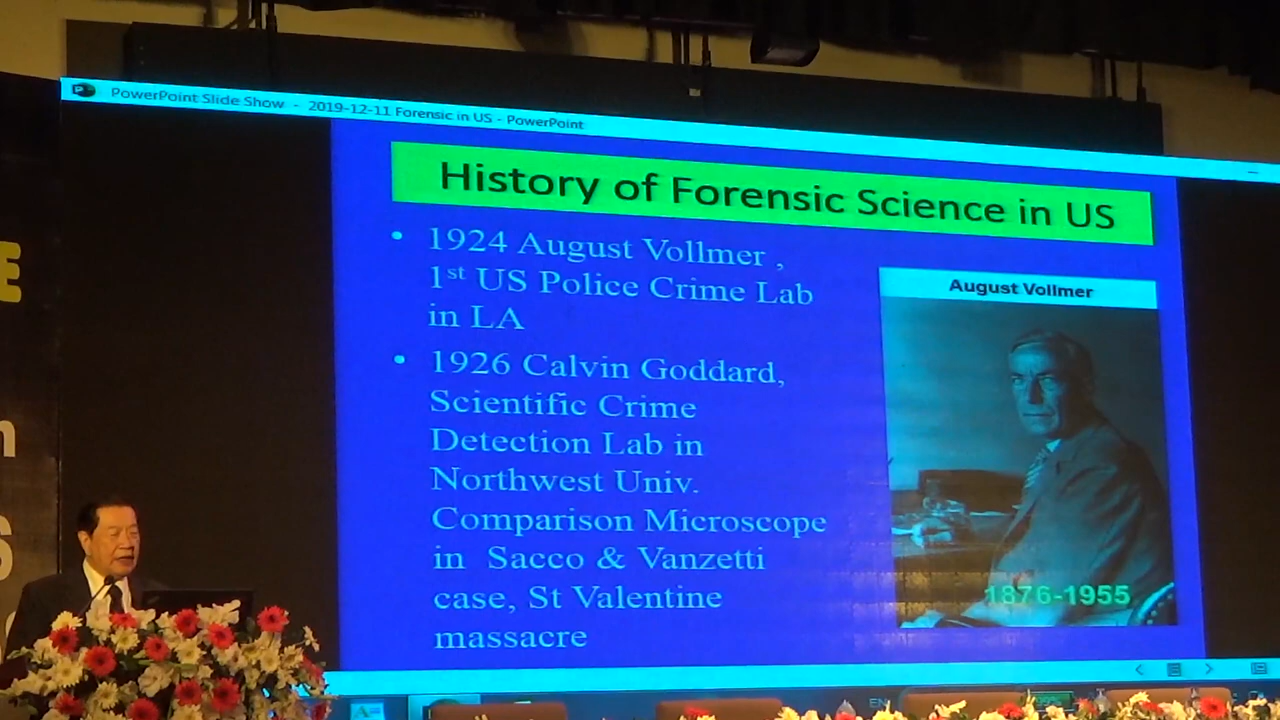 PowerPoint Slide Show - 2019-12-11 Forensic in US - PowerPoint
History of Forensic Science in US
• 1924 August Vollmer ,
1st US Police Crime Lab
in LA
• 1926 Calvin Goddard,
Scientific Crime
Detection Lab in
Northwest Univ.
Comparison Microscope
in Sacco & Vanzetti
case, St Valentine
massacre
August Vollmer
1876-1955
E
n
S
EN